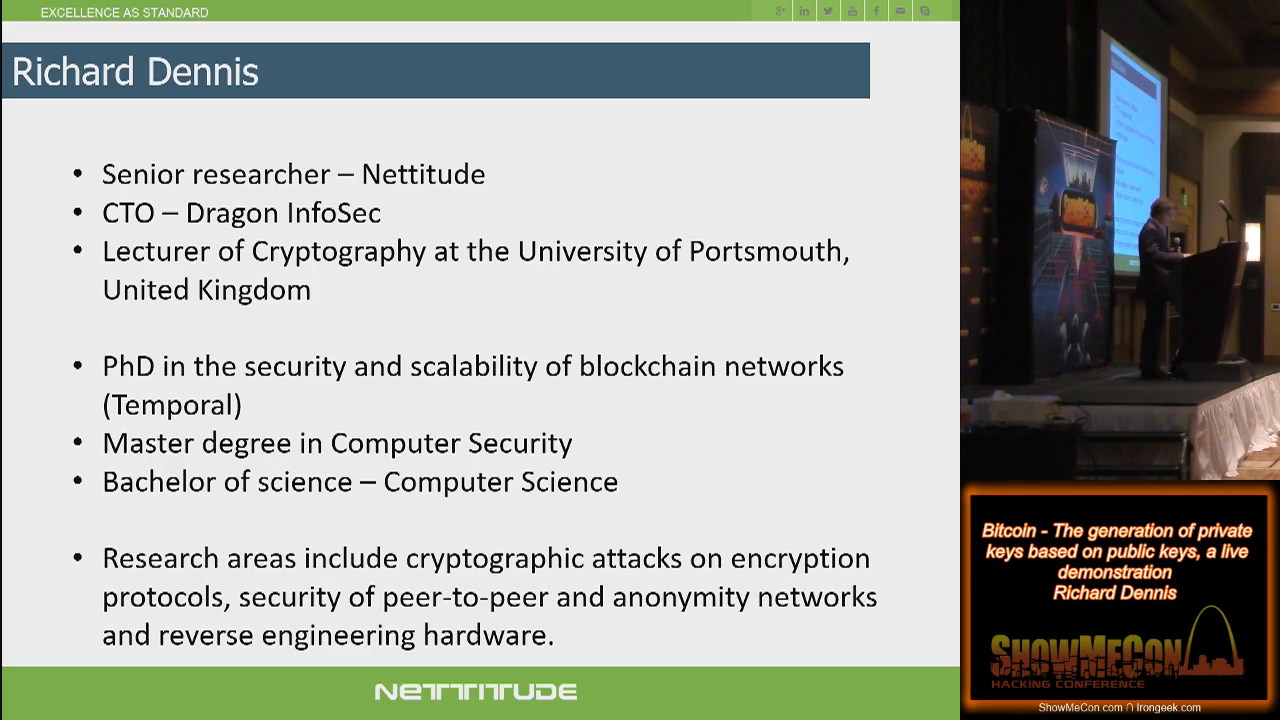 EXCELLENCE AS STANDARD
Richard Dennis
• Senior researcher – Nettitude
• CTO – Dragon InfoSec
• Lecturer of Cryptography at the University of Portsmouth,
United Kingdom
• PhD in the security and scalability of blockchain networks
(Temporal)
• Master degree in Computer Security
• Bachelor of science – Computer Science
• Research areas include cryptographic attacks on encryption
protocols, security of peer-to-peer and anonymity networks
and reverse engineering hardware.
NETTITUDE
Bitcoin - The generation of private
keys based on public keys, a live
demonstration
Richard Dennis
SHOWMECON
HACKING CONFERENCE
ShowMeCon.com ∩ Irongeek.com